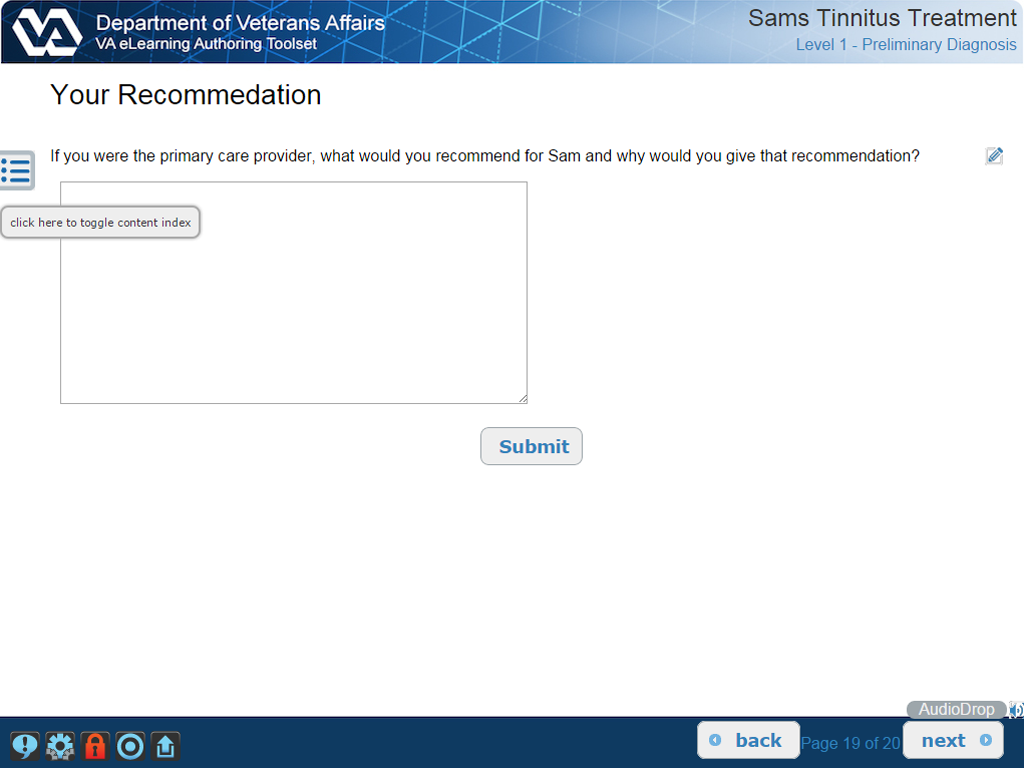 Department of Veterans Affairs
VA eLearning Authoring Toolset
Sams Tinnitus Treatment
Level 1 - Preliminary Diagnosis
Your Recommedation
If you were the primary care provider, what would you recommend for Sam and why would you give that recommendation?
click here to toggle content index
Submit
AudioDrop
back
Page 19 of 20
next